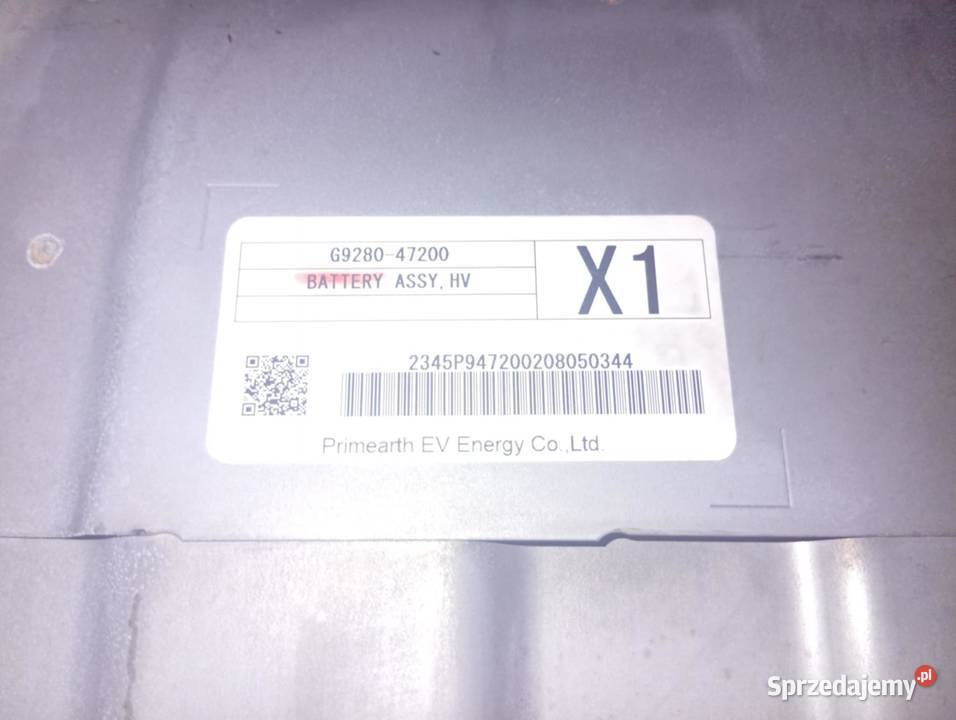 G9280-47200
BATTERY ASSY,HV
X1
2345P947200208050344
Primearth EV Energy Co.,Ltd.
Sprzedajemy.pl